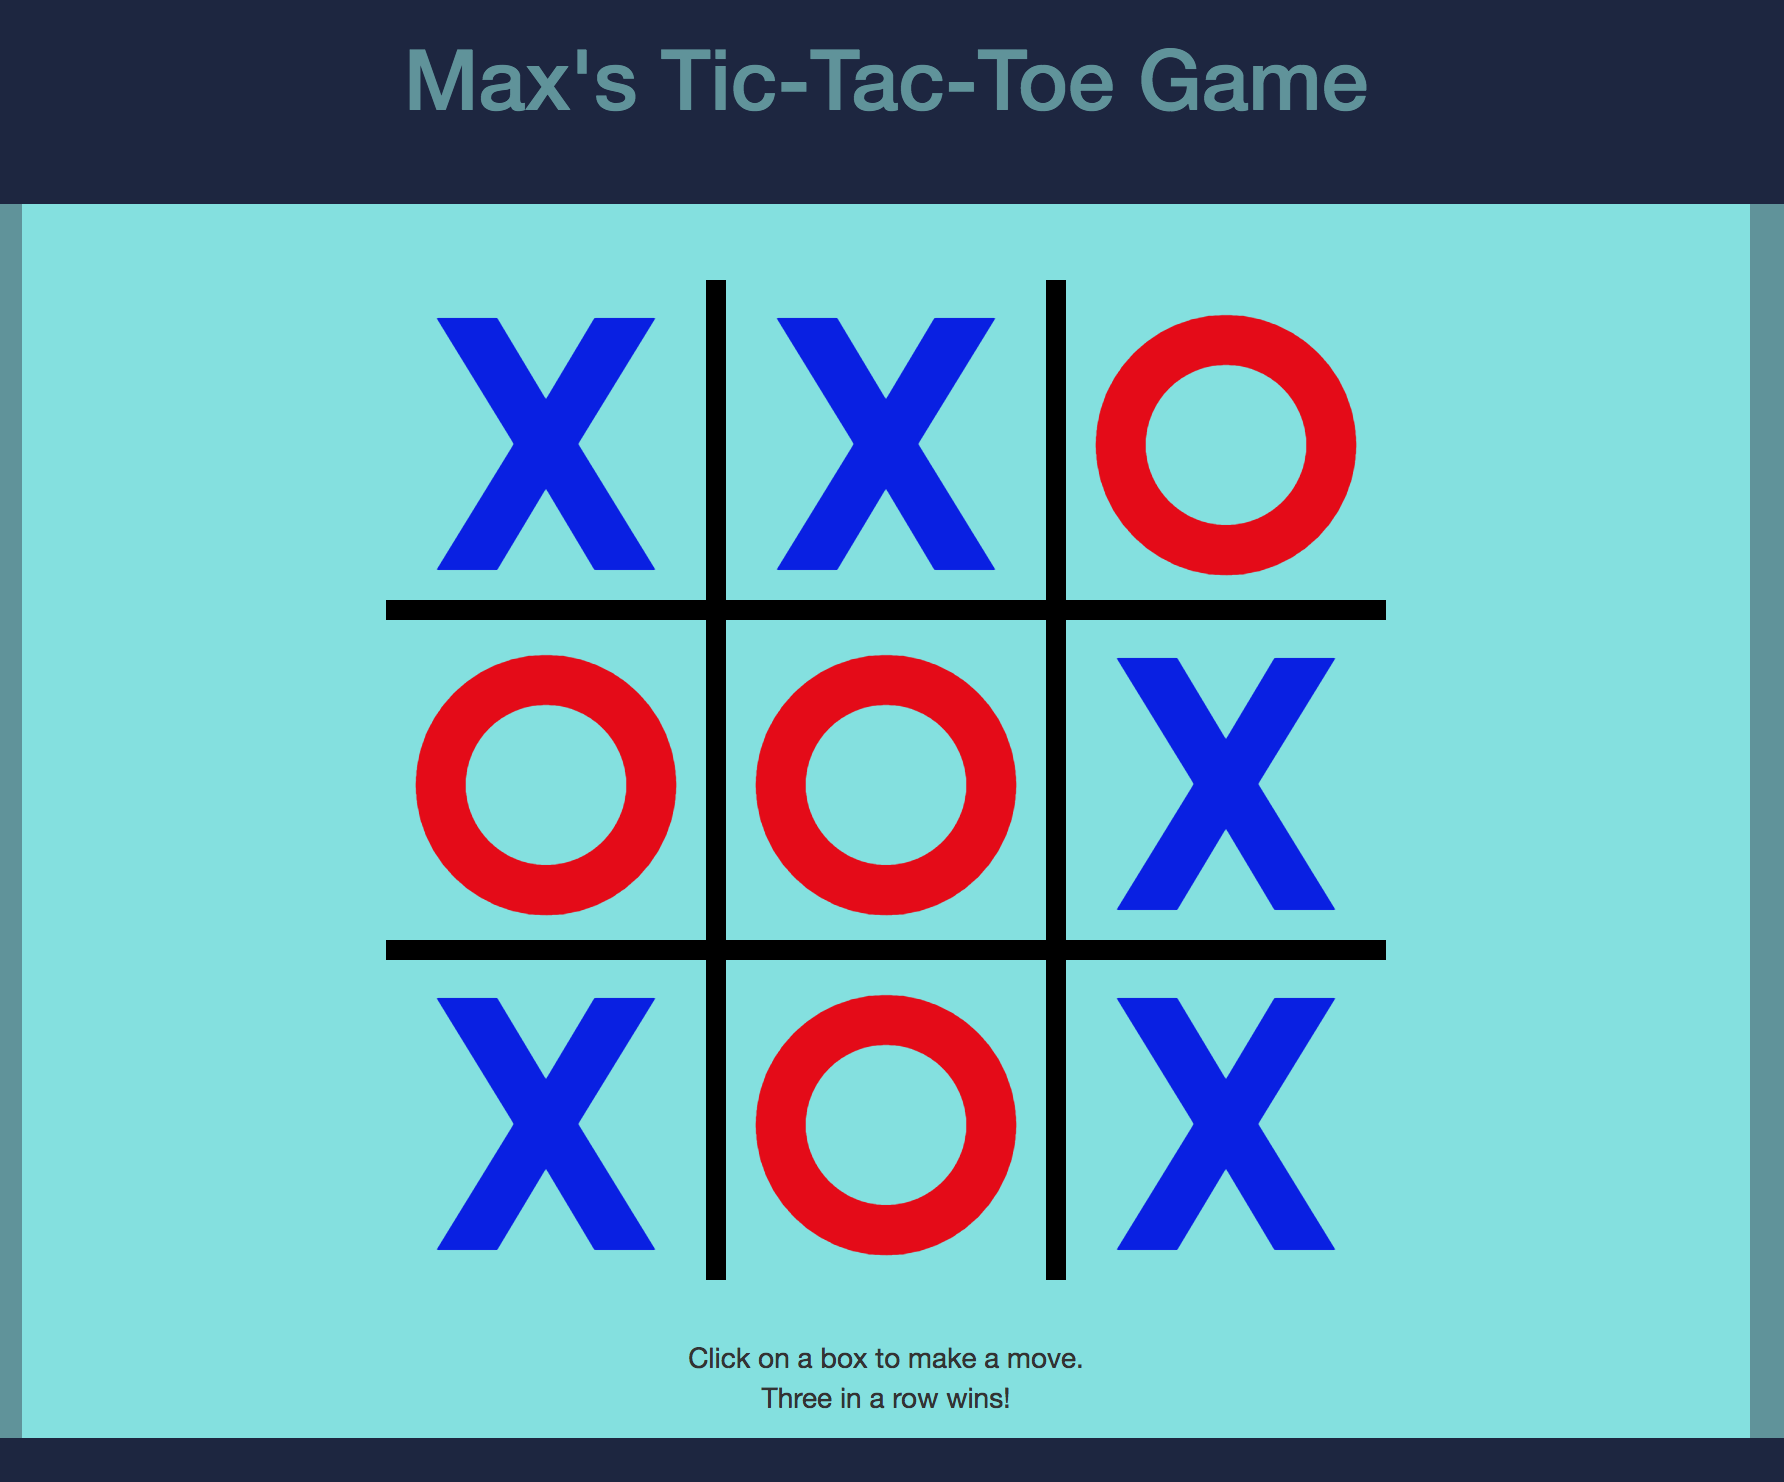 Max's Tic-Tac-Toe Game
X X O
O O X
X O X
Click on a box to make a move.
Three in a row wins!